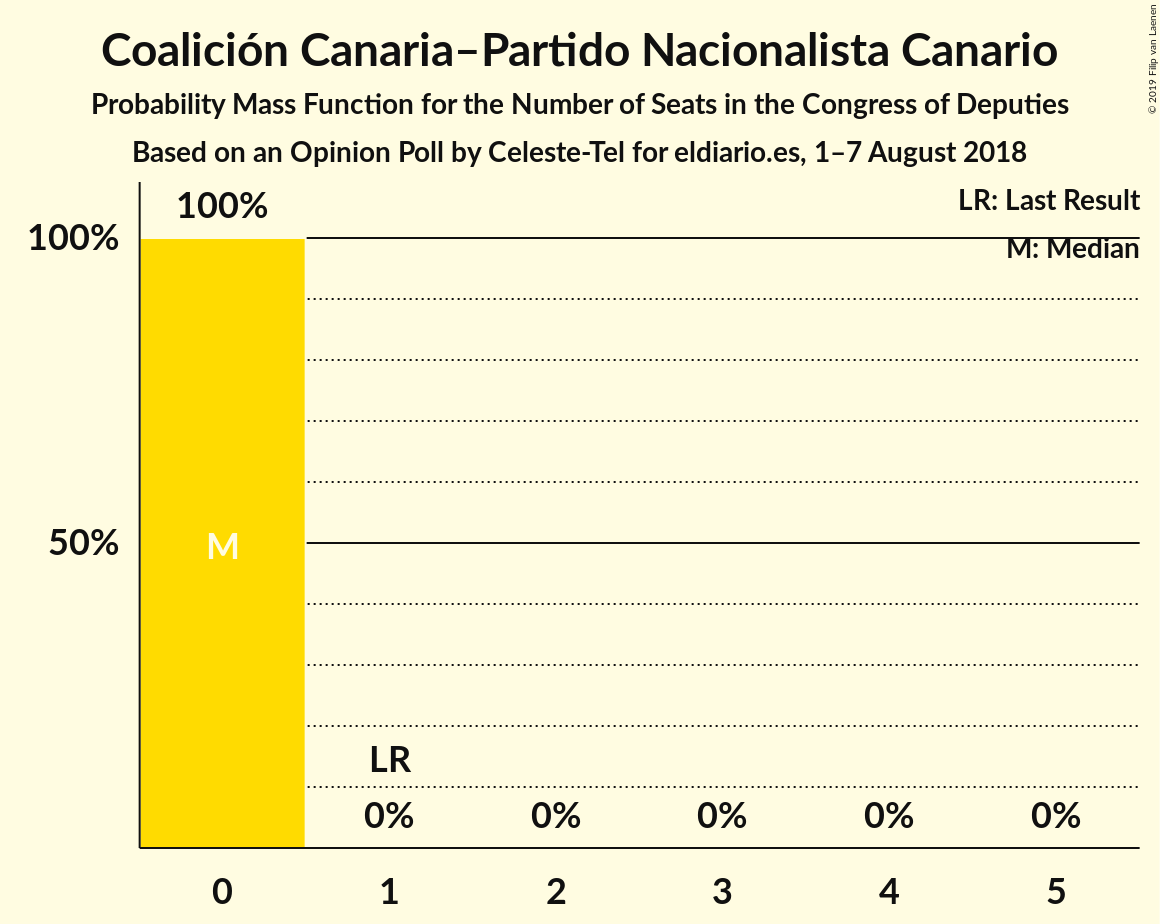 Coalición Canaria–Partido Nacionalista Canario
Probability Mass Function for the Number of Seats in the Congress of Deputies
Based on an Opinion Poll by Celeste-Tel for eldiario.es, 1–7 August 2018
© 2019 Filip van Laenen
LR: Last Result
M: Median
100%
100%
50%
M
LR
0% 0% 0% 0% 0%
0 1 2 3 4 5